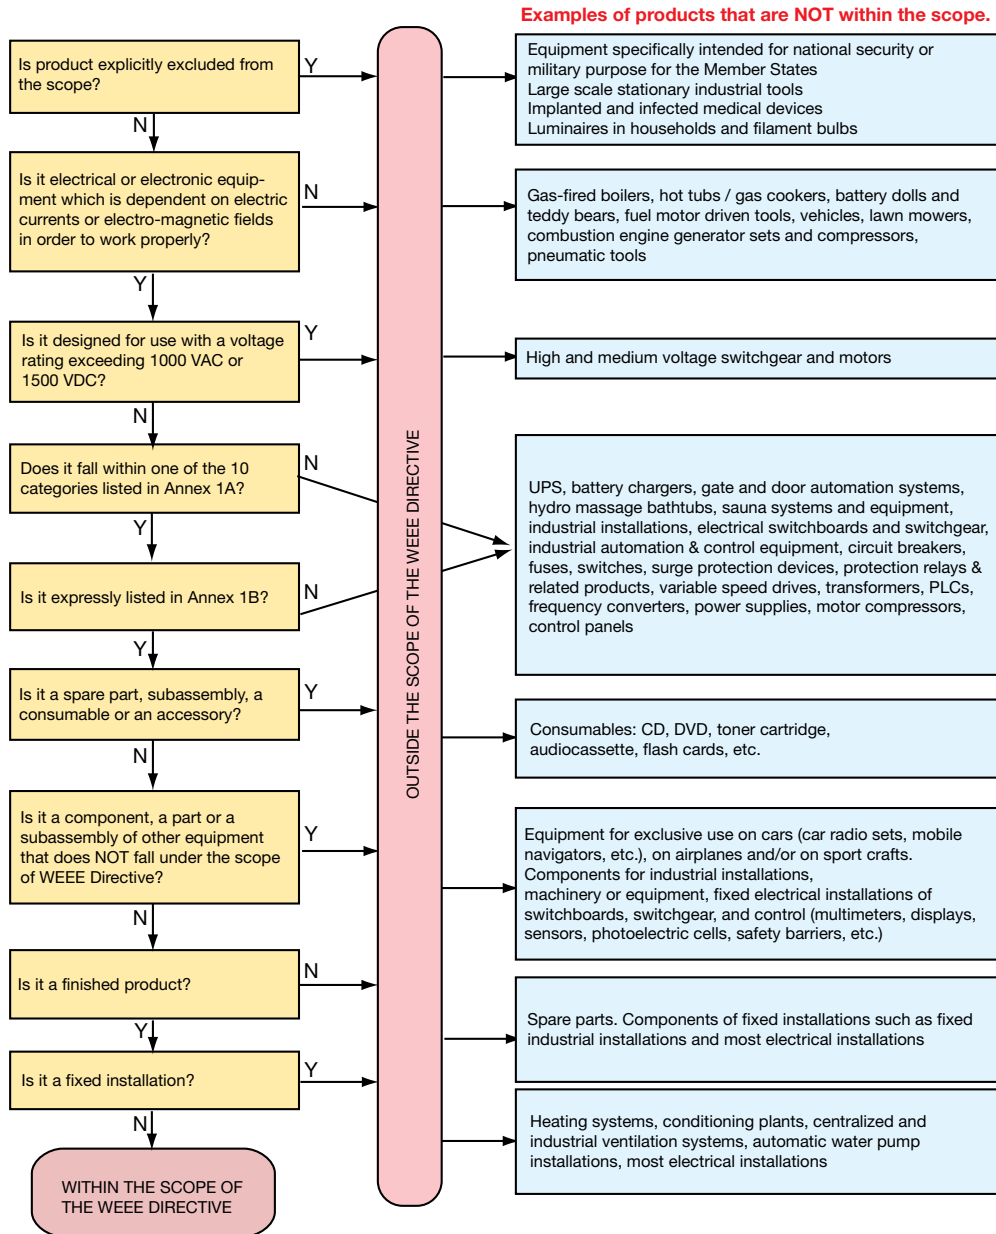 Examples of products that are NOT within the scope.
Is product explicitly excluded from
the scope?
Y
N
Equipment specifically intended for national security or
military purpose for the Member States
Large scale stationary industrial tools
Implanted and infected medical devices
Luminaires in households and filament bulbs
Is it electrical or electronic equip-
ment which is dependent on electric
currents or electro-magnetic fields
in order to work properly?
N
Y
Gas-fired boilers, hot tubs / gas cookers, battery dolls and
teddy bears, fuel motor driven tools, vehicles, lawn mowers,
combustion engine generator sets and compressors,
pneumatic tools
Is it designed for use with a voltage
rating exceeding 1000 VAC or
1500 VDC?
Y
N
High and medium voltage switchgear and motors
Does it fall within one of the 10
categories listed in Annex 1A?
N
Y
Is it expressly listed in Annex 1B?
N
Y
UPS, battery chargers, gate and door automation systems,
hydro massage bathtubs, sauna systems and equipment,
industrial installations, electrical switchboards and switchgear,
industrial automation & control equipment, circuit breakers,
fuses, switches, surge protection devices, protection relays &
related products, variable speed drives, transformers, PLCs,
frequency converters, power supplies, motor compressors,
control panels
OUTSIDE THE SCOPE OF THE WEEE DIRECTIVE
Is it a spare part, subassembly, a
consumable or an accessory?
Y
N
Consumables: CD, DVD, toner cartridge,
audiocassette, flash cards, etc.
Is it a component, a part or a
subassembly of other equipment
that does NOT fall under the scope
of WEEE Directive?
Y
N
Equipment for exclusive use on cars (car radio sets, mobile
navigators, etc.), on airplanes and/or on sport crafts.
Components for industrial installations,
machinery or equipment, fixed electrical installations of
switchboards, switchgear, and control (multimeters, displays,
sensors, photoelectric cells, safety barriers, etc.)
Is it a finished product?
N
Y
Spare parts. Components of fixed installations such as fixed
industrial installations and most electrical installations
Is it a fixed installation?
Y
N
Heating systems, conditioning plants, centralized and
industrial ventilation systems, automatic water pump
installations, most electrical installations
WITHIN THE SCOPE OF
THE WEEE DIRECTIVE